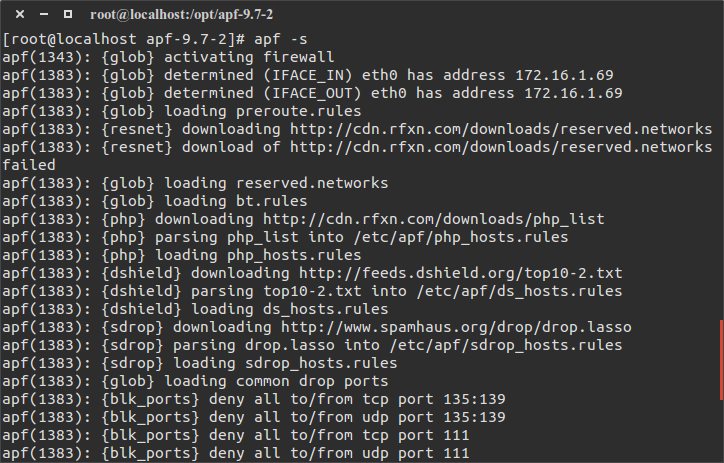 root@localhost:/opt/apf-9.7-2
[root@localhost apf-9.7-2]# apf -s
apf(1343): {glob} activating firewall
apf(1383): {glob} determined (IFACE_IN) eth0 has address 172.16.1.69
apf(1383): {glob} determined (IFACE_OUT) eth0 has address 172.16.1.69
apf(1383): {glob} loading preroute.rules
apf(1383): {resnet} downloading http://cdn.rfxn.com/downloads/reserved.networks
apf(1383): {resnet} download of http://cdn.rfxn.com/downloads/reserved.networks
failed
apf(1383): {glob} loading reserved.networks
apf(1383): {glob} loading bt.rules
apf(1383): {php} downloading http://cdn.rfxn.com/downloads/php_list
apf(1383): {php} parsing php_list into /etc/apf/php_hosts.rules
apf(1383): {php} loading php_hosts.rules
apf(1383): {dshield} downloading http://feeds.dshield.org/top10-2.txt
apf(1383): {dshield} parsing top10-2.txt into /etc/apf/ds_hosts.rules
apf(1383): {dshield} loading ds_hosts.rules
apf(1383): {sdrop} downloading http://www.spamhaus.org/drop/drop.lasso
apf(1383): {sdrop} parsing drop.lasso into /etc/apf/sdrop_hosts.rules
apf(1383): {sdrop} loading sdrop_hosts.rules
apf(1383): {glob} loading common drop ports
apf(1383): {blk_ports} deny all to/from tcp port 135:139
apf(1383): {blk_ports} deny all to/from udp port 135:139
apf(1383): {blk_ports} deny all to/from tcp port 111
apf(1383): {blk_ports} deny all to/from udp port 111